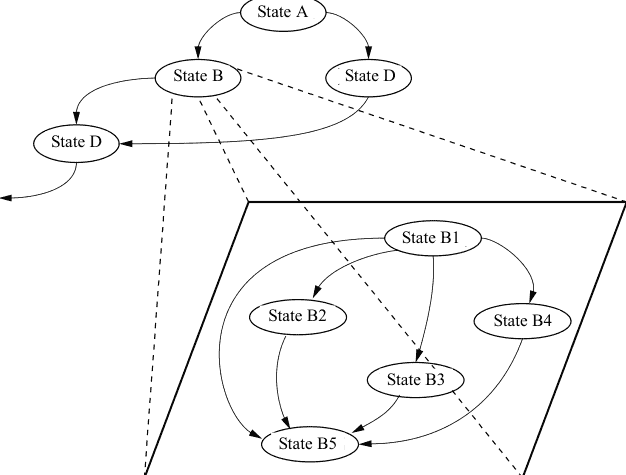 State A
State B
State D
State D
State B1
State B2
State B4
State B3
State B5